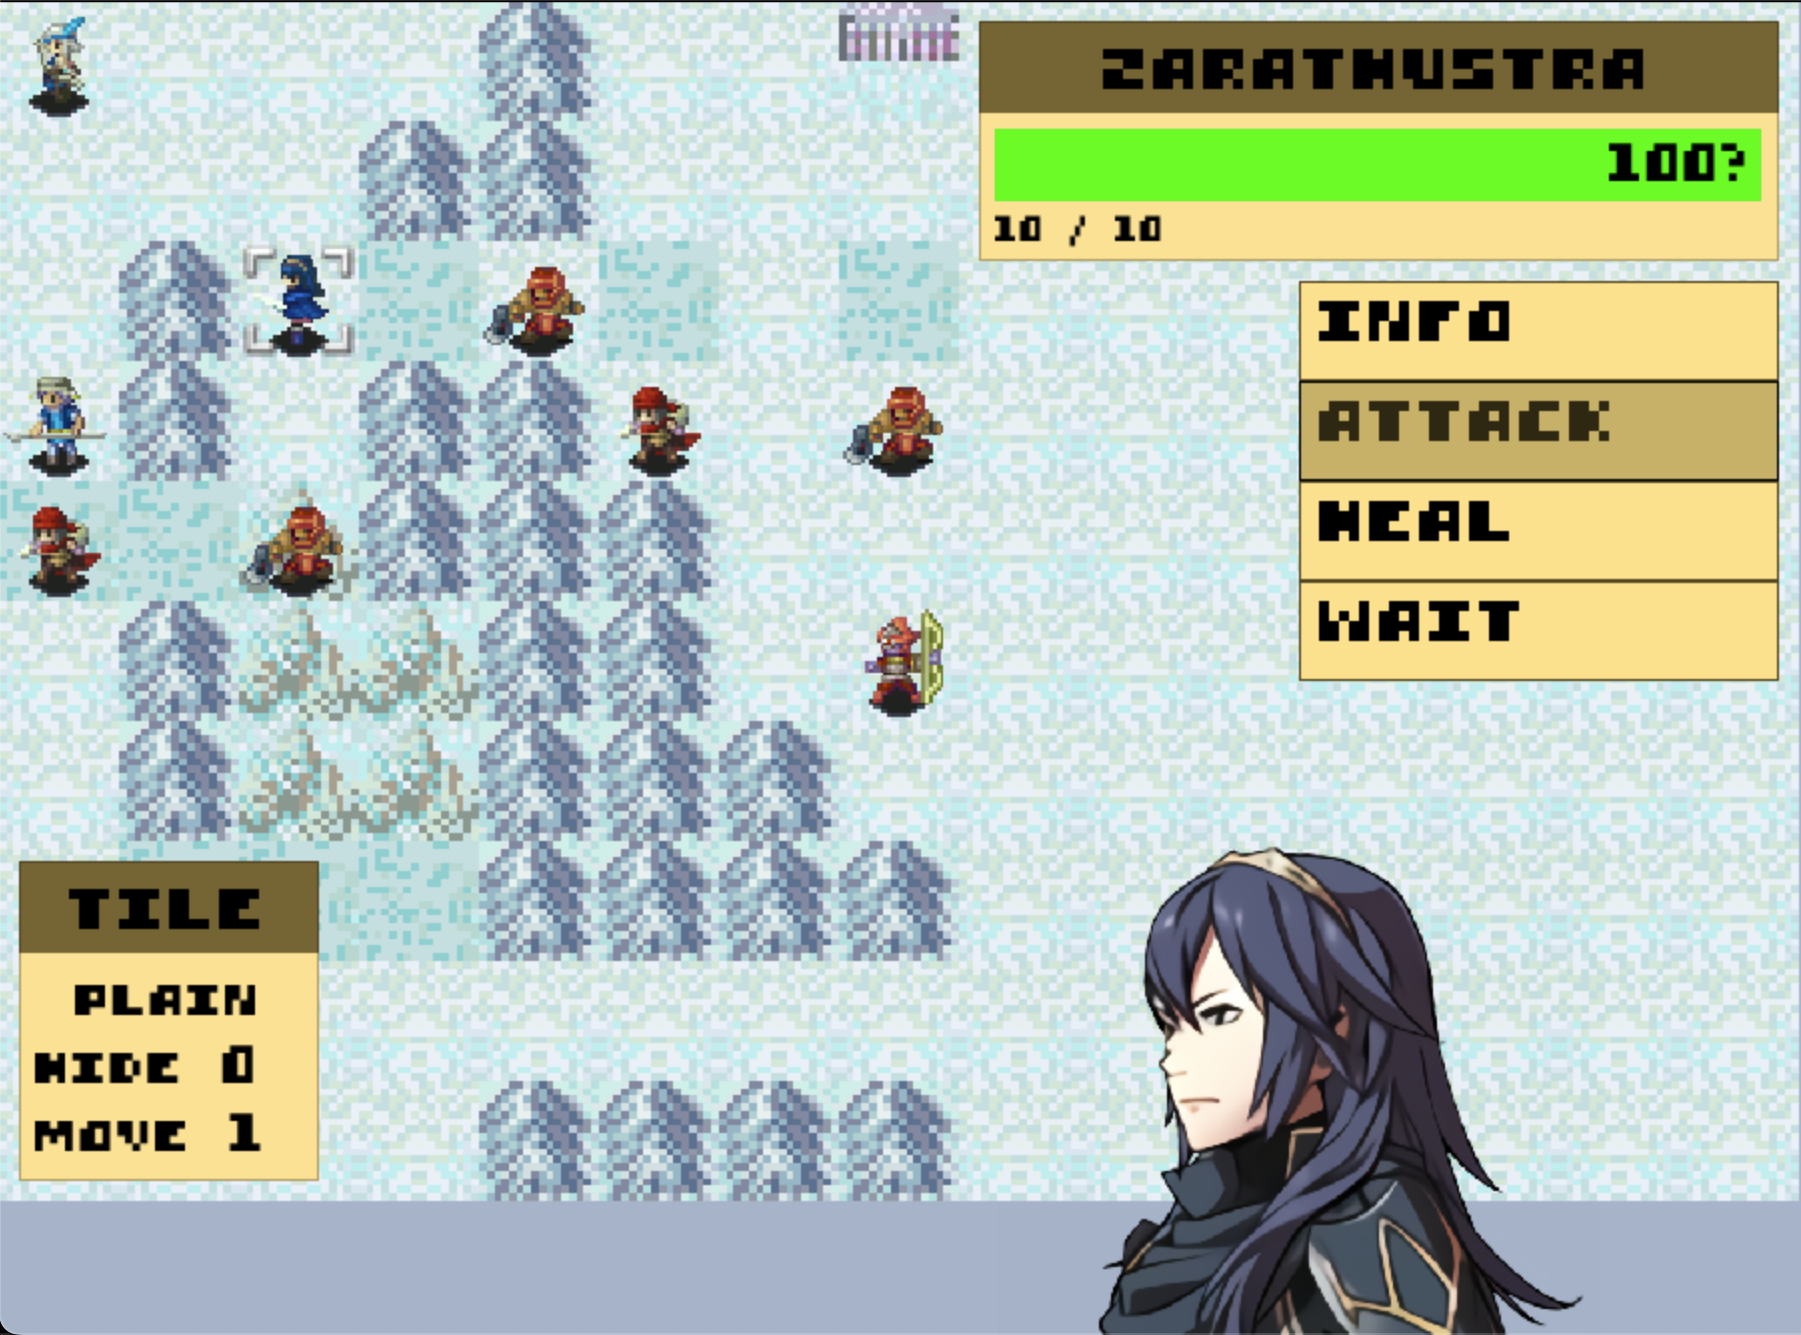 ZARATHUSTRA
100?
10 / 10
INFO
ATTACK
HEAL
WAIT
TILE
PLAIN
HIDE 0
MOVE 1